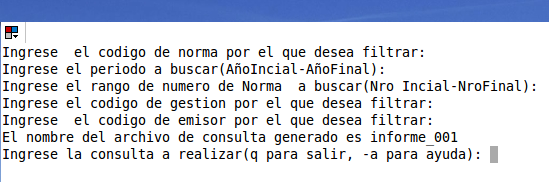 Ingrese  el codigo de norma por el que desea filtrar:
Ingrese el periodo a buscar(AñoIncial-AñoFinal):
Ingrese el rango de numero de Norma  a buscar(Nro Incial-NroFinal):
Ingrese el codigo de gestion por el que desea filtrar:
Ingrese  el codigo de emisor por el que desea filtrar:
El nombre del archivo de consulta generado es informe_001
Ingrese la consulta a realizar(q para salir, -a para ayuda):